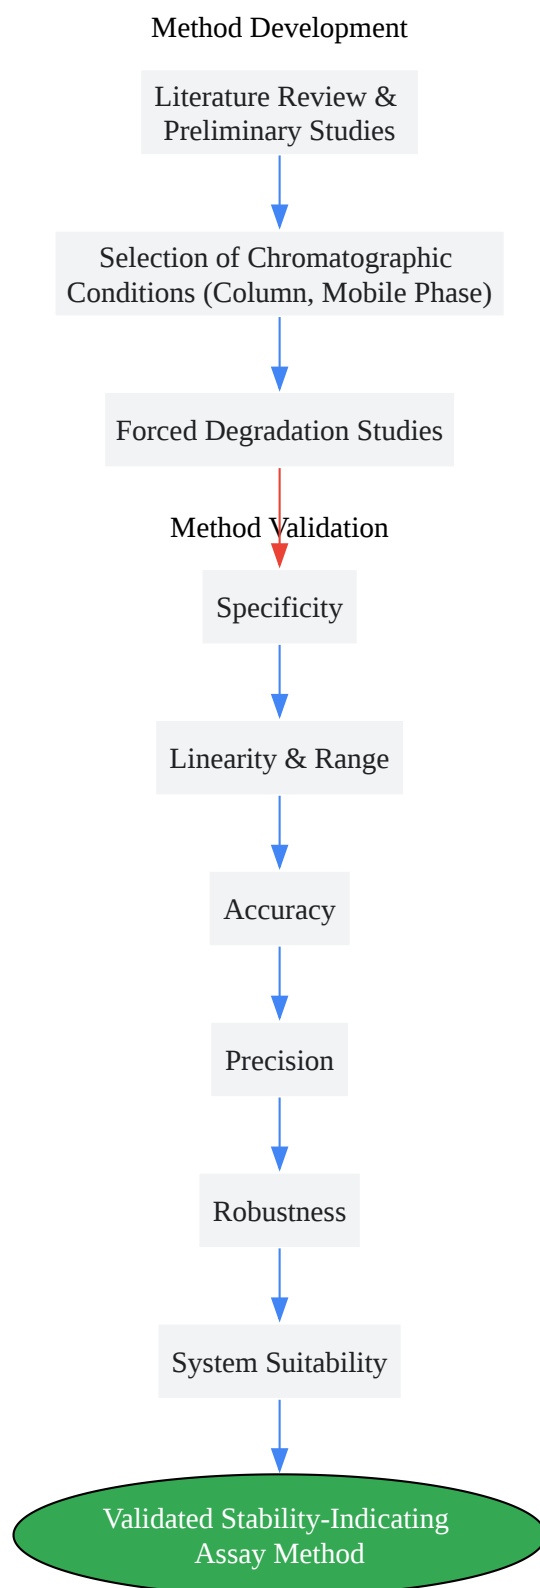 Method Development
Literature Review &
Preliminary Studies
Selection of Chromatographic
Conditions (Column, Mobile Phase)
Forced Degradation Studies
Method Validation
Specificity
Linearity & Range
Accuracy
Precision
Robustness
System Suitability
Validated Stability-Indicating
Assay Method